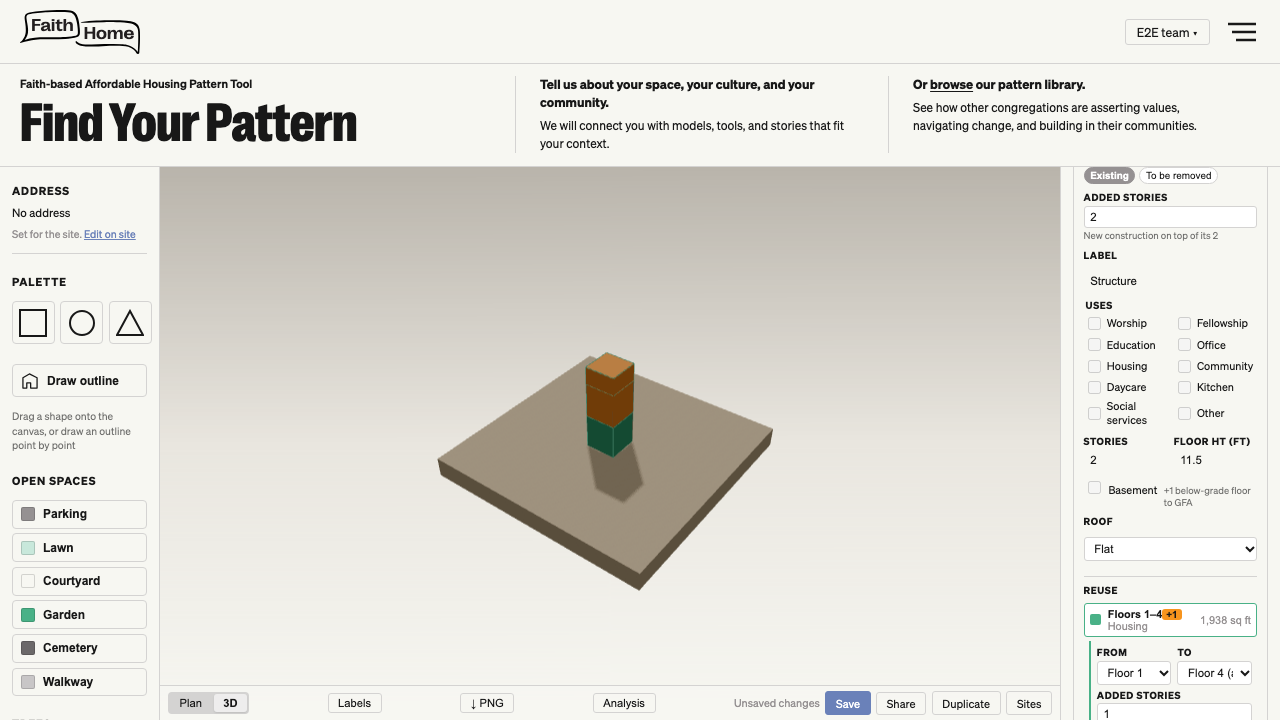 Faith
Home
E2E team ▾
Faith-based Affordable Housing Pattern Tool
Find Your Pattern
Tell us about your space, your culture, and your community.
We will connect you with models, tools, and stories that fit your context.
Or browse our pattern library.
See how other congregations are asserting values, navigating change, and building in their communities.
ADDRESS
No address
Set for the site. Edit on site
PALETTE
Draw outline
Drag a shape onto the canvas, or draw an outline point by point
OPEN SPACES
Parking
Lawn
Courtyard
Garden
Cemetery
Walkway
Plan
3D
Labels
↓ PNG
Analysis
Unsaved changes
Save
Share
Duplicate
Sites
Existing
To be removed
ADDED STORIES
2
New construction on top of its 2
LABEL
Structure
USES
Worship
Fellowship
Education
Office
Housing
Community
Daycare
Kitchen
Social services
Other
STORIES
FLOOR HT (FT)
2
11.5
Basement
+1 below-grade floor to GFA
ROOF
Flat
REUSE
Floors 1–4 +1
Housing
1,938 sq ft
FROM
TO
Floor 1
Floor 4 (
ADDED STORIES
1